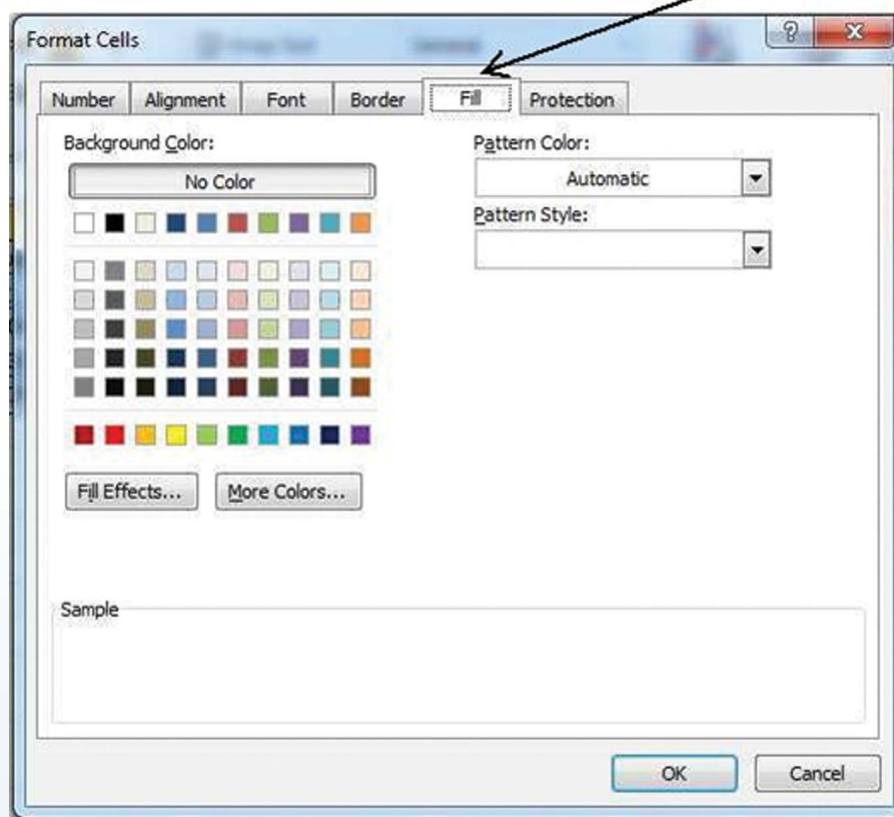 Format Cells
Number Alignment Font Border Fill Protection
Background Color:
No Color
Pattern Color:
Automatic
Pattern Style:
Fill Effects... More Colors...
Sample
OK Cancel